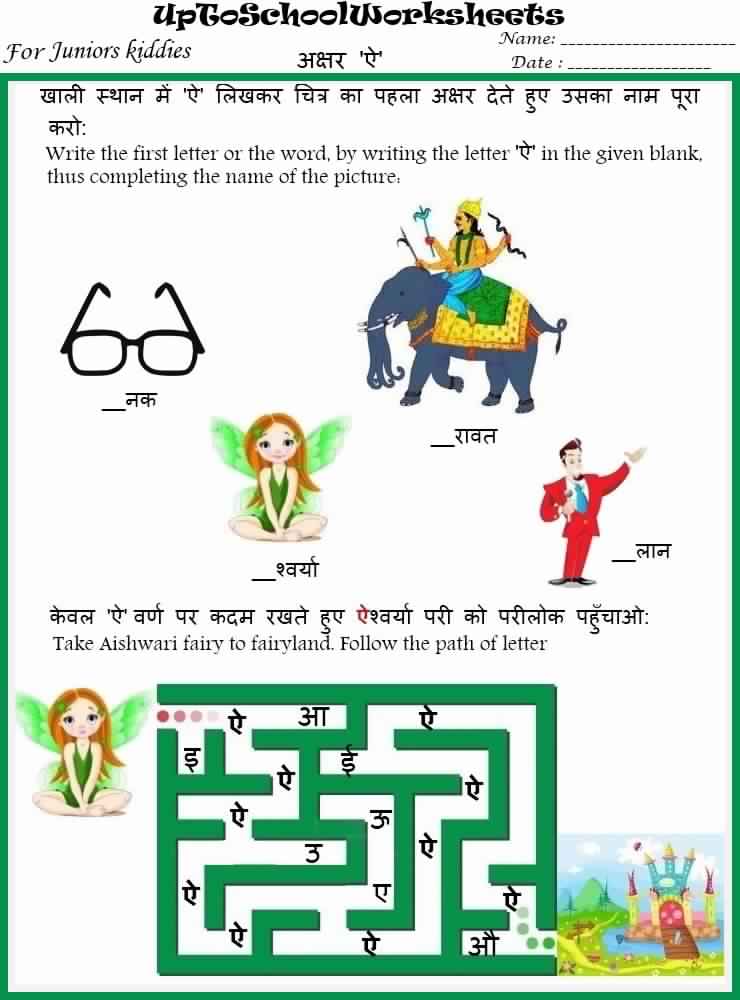 UpToSchoolWorksheets
For Juniors kiddies
अक्षर 'ऐ'
Name: ______________________
Date : __________________
खाली स्थान में 'ऐ' लिखकर चित्र का पहला अक्षर देते हुए उसका नाम पूरा
करो:
Write the first letter or the word, by writing the letter 'ऐ' in the given blank,
thus completing the name of the picture:
__नक
__रावत
__श्वर्या
__लान
केवल 'ऐ' वर्ण पर कदम रखते हुए ऐश्वर्या परी को परीलोक पहुँचाओ:
Take Aishwari fairy to fairyland. Follow the path of letter
ऐ आ ऐ
इ ई
ऐ ऐ
ऐ ऊ
उ ऐ
ऐ ए ऐ
ऐ ऐ औ